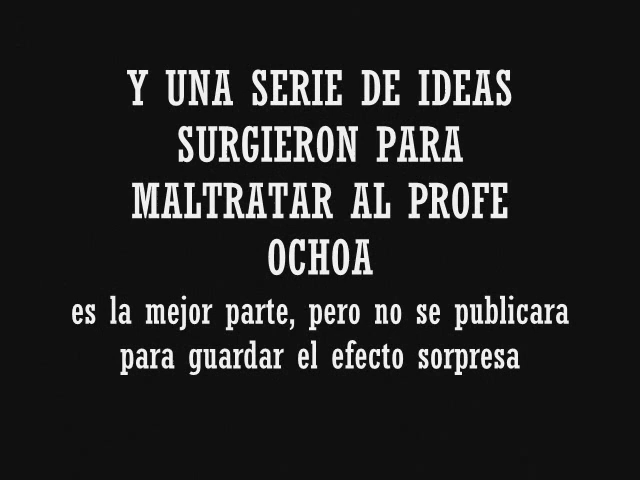 Y UNA SERIE DE IDEAS
SURGIERON PARA
MALTRATAR AL PROFE
OCHOA
es la mejor parte, pero no se publicara
para guardar el efecto sorpresa